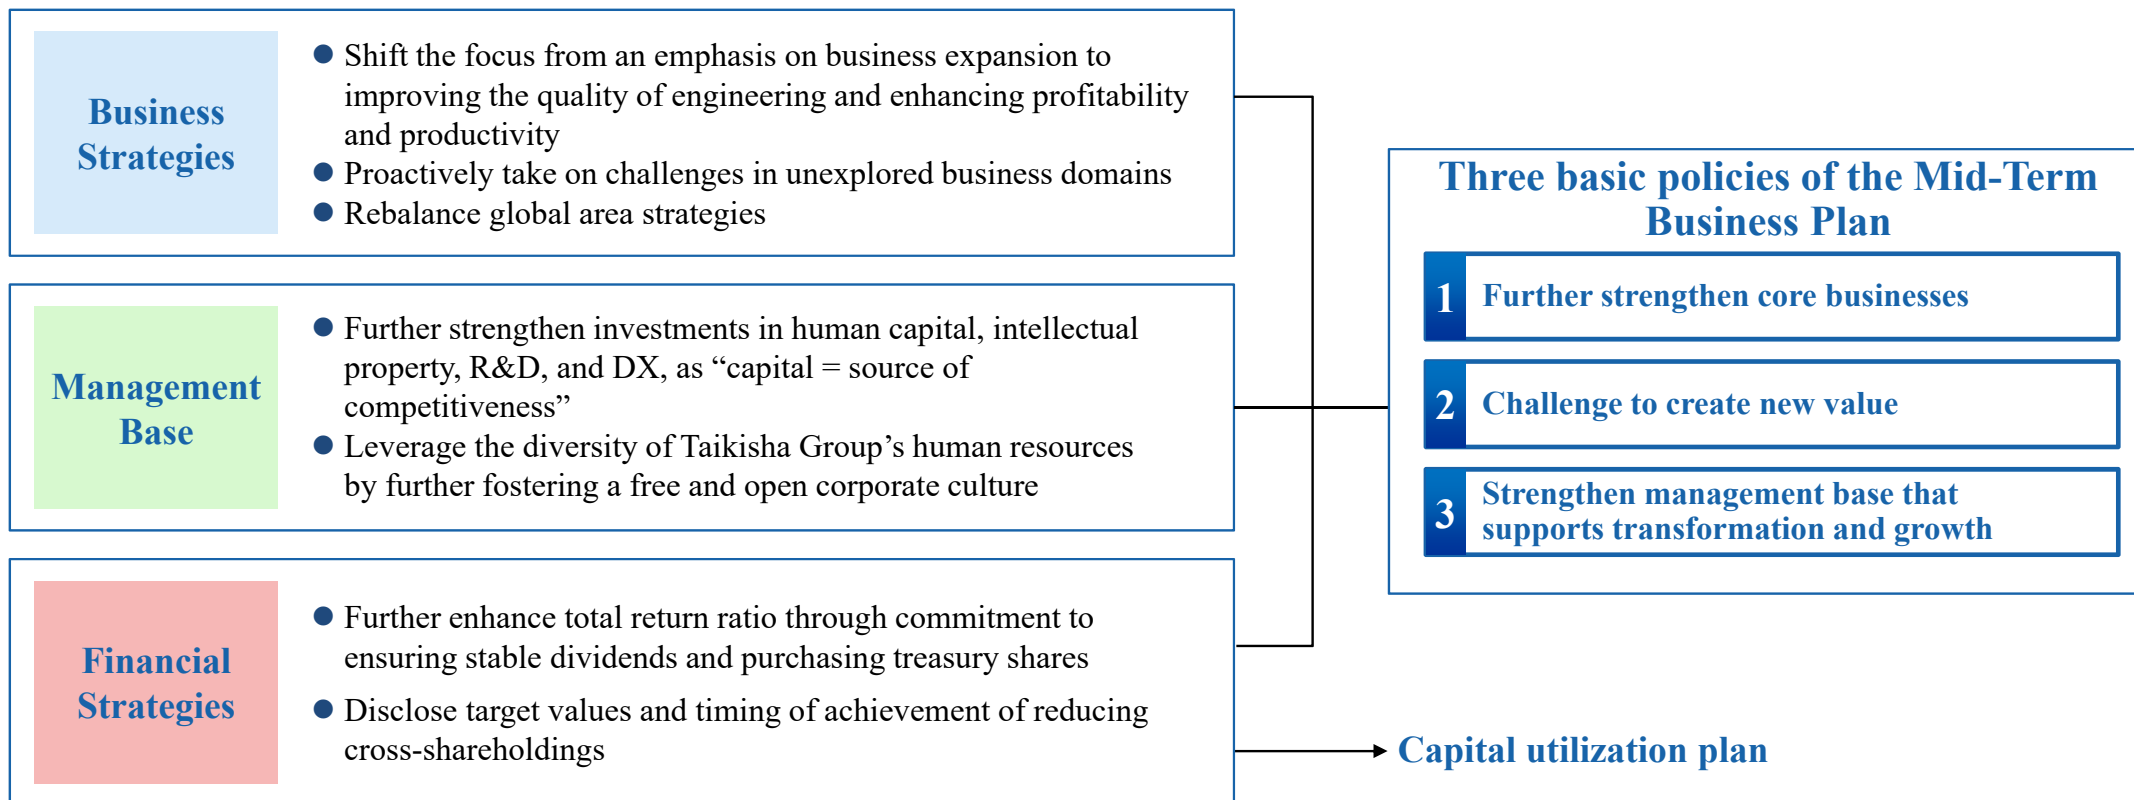 Business
Strategies
● Shift the focus from an emphasis on business expansion to
improving the quality of engineering and enhancing profitability
and productivity
● Proactively take on challenges in unexplored business domains
● Rebalance global area strategies
Management
Base
● Further strengthen investments in human capital, intellectual
property, R&D, and DX, as “capital = source of
competitiveness”
● Leverage the diversity of Taikisha Group’s human resources
by further fostering a free and open corporate culture
Financial
Strategies
● Further enhance total return ratio through commitment to
ensuring stable dividends and purchasing treasury shares
● Disclose target values and timing of achievement of reducing
cross-shareholdings
Three basic policies of the Mid-Term
Business Plan
1 Further strengthen core businesses
2 Challenge to create new value
3 Strengthen management base that
supports transformation and growth
Capital utilization plan